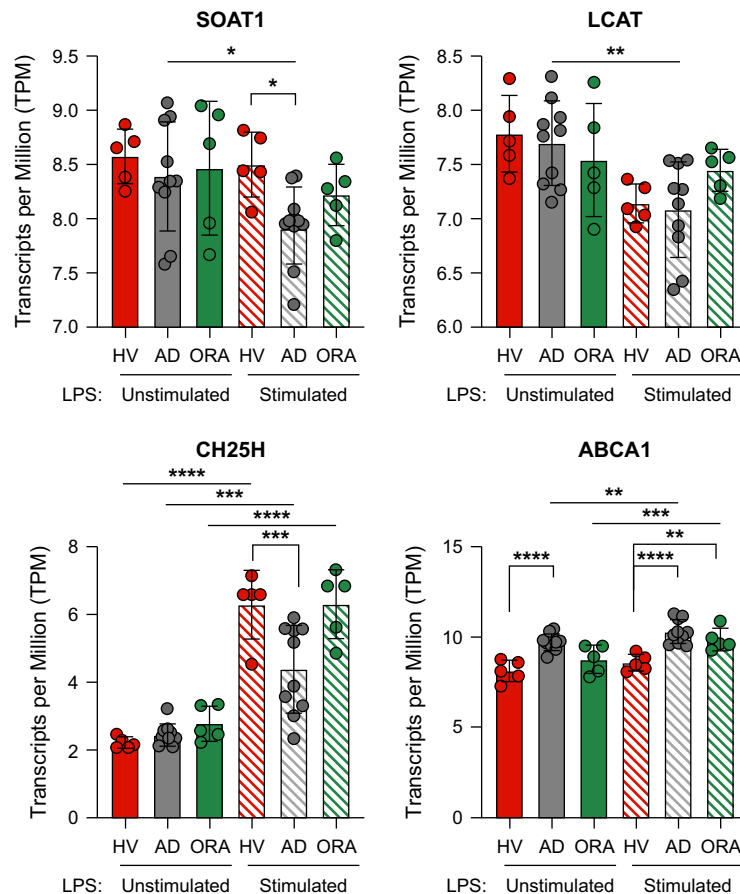 SOAT1
*
*
Transcripts per Million (TPM)
9.5
9.0
8.5
8.0
7.5
7.0
HV AD ORA HV AD ORA
LPS: Unstimulated Stimulated
LCAT
**
Transcripts per Million (TPM)
8.5
8.0
7.5
7.0
6.5
6.0
HV AD ORA HV AD ORA
LPS: Unstimulated Stimulated
CH25H
****
***
****
***
Transcripts per Million (TPM)
8
6
4
2
0
HV AD ORA HV AD ORA
LPS: Unstimulated Stimulated
ABCA1
**
***
**
**** ****
Transcripts per Million (TPM)
15
10
5
0
HV AD ORA HV AD ORA
LPS: Unstimulated Stimulated